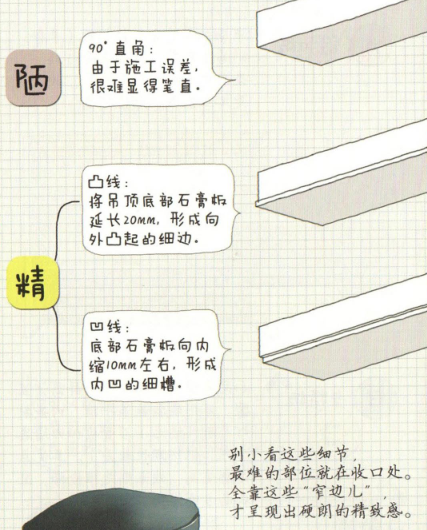 陋
90°直角：
由于施工误差，
很难显得笔直。
凸线：
将吊顶底部石膏板
延长20mm，形成向
外凸起的细边。
精
凹线：
底部石膏板向内
缩10mm左右，形成
内凹的细槽。
别小看这些细节，
最难的部位就在收口处。
全靠这些“窄边儿”，
才呈现出硬朗的精致感。